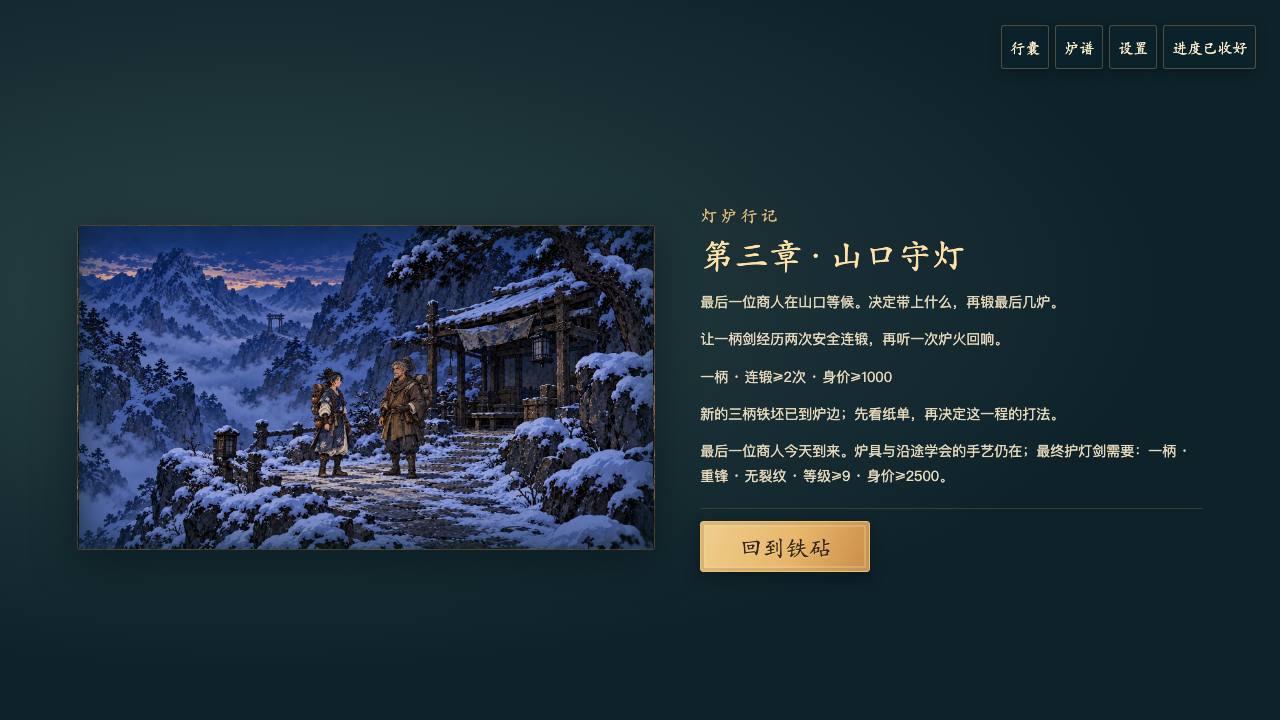 行囊
炉谱
设置
进度已收好
灯炉行记
第三章·山口守灯
最后一位商人在山口等候。决定带上什么，再锻最后几炉。
让一柄剑经历两次安全连锻，再听一次炉火回响。
一柄 · 连锻≥2次 · 身价≥1000
新的三柄铁坯已到炉边；先看纸单，再决定这一程的打法。
最后一位商人今天到来。炉具与沿途学会的手艺仍在；最终护灯剑需要：一柄 ·
重锋 · 无裂纹 · 等级≥9 · 身价≥2500。
回到铁砧